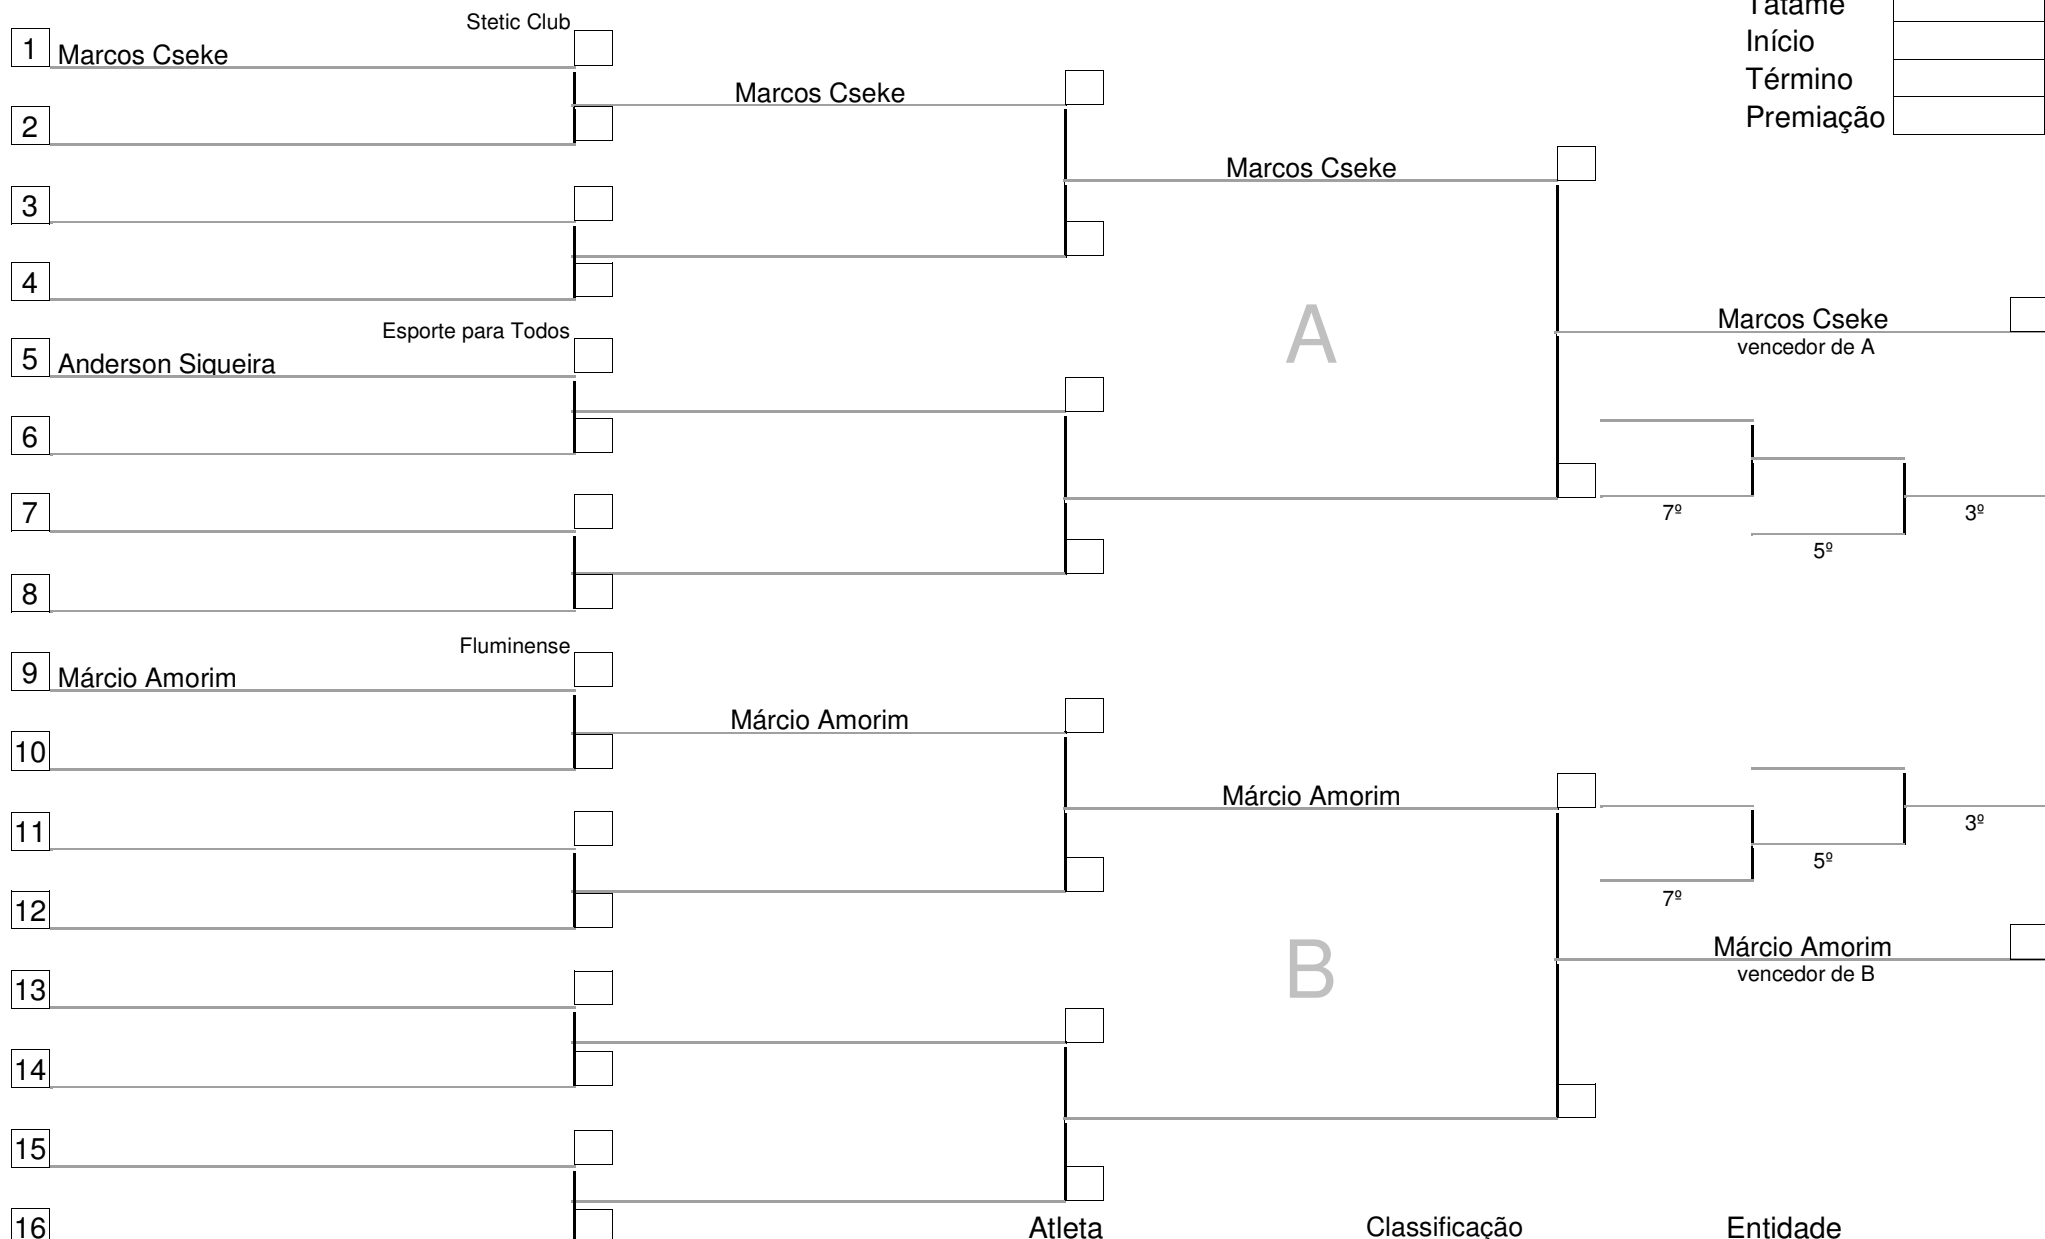 Stetic Club
1 Marcos Cseke
2
3
4
Esporte para Todos
5 Anderson Siqueira
6
7
8
Fluminense
9 Márcio Amorim
10
11
12
13
14
15
16
Marcos Cseke
Márcio Amorim
Marcos Cseke
A
Márcio Amorim
B
Tatame
Início
Término
Premiação
Marcos Cseke
vencedor de A
7º
5º
3º
3º
5º
7º
Márcio Amorim
vencedor de B
Atleta Classificação Entidade